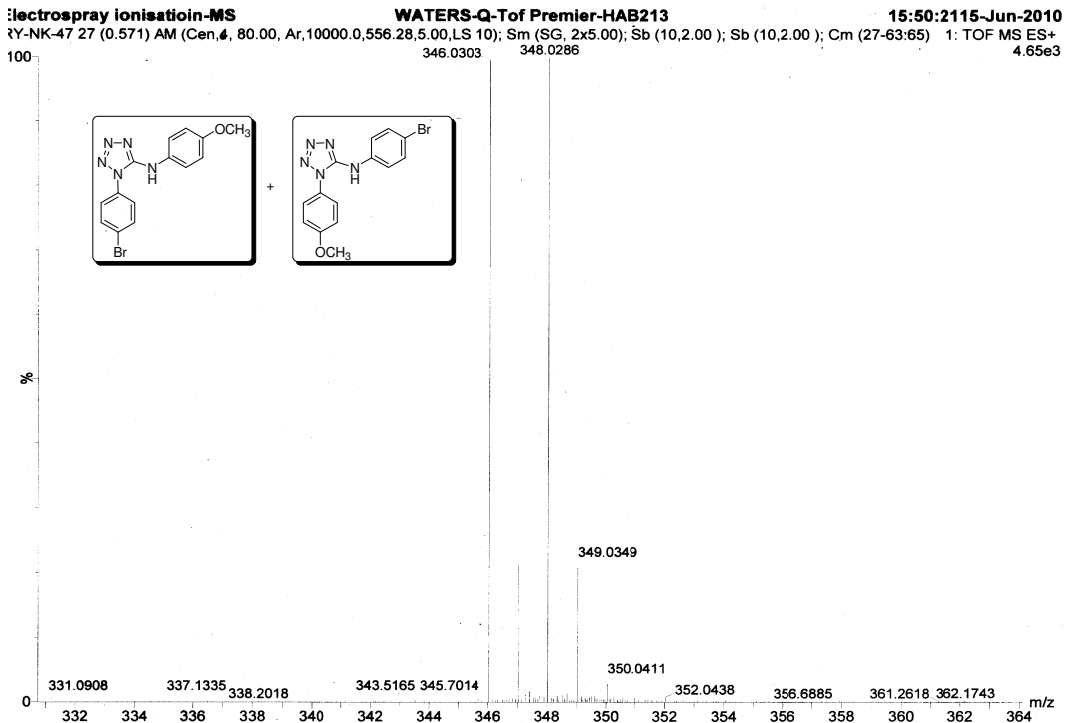 Electrospray ionisatioin-MS WATERS-Q-Tof Premier-HAB213 15:50:2115-Jun-2010
RY-NK-47 27 (0.571) AM (Cen,4, 80.00, Ar,10000.0,556.28,5.00,LS 10); Sm (SG, 2x5.00); Sb (10,2.00 ); Sb (10,2.00 ); Cm (27-63:65) 1: TOF MS ES+
4.65e3
346.0303 348.0286
100
OCH3
N N
N
N
N
H
Br
+
Br
N N
N
N
N
H
OCH3
%
349.0349
350.0411
331.0908 337.1335 338.2018 343.5165 345.7014 352.0438 356.6885 361.2618 362.1743
0
m/z
332 334 336 338 340 342 344 346 348 350 352 354 356 358 360 362 364